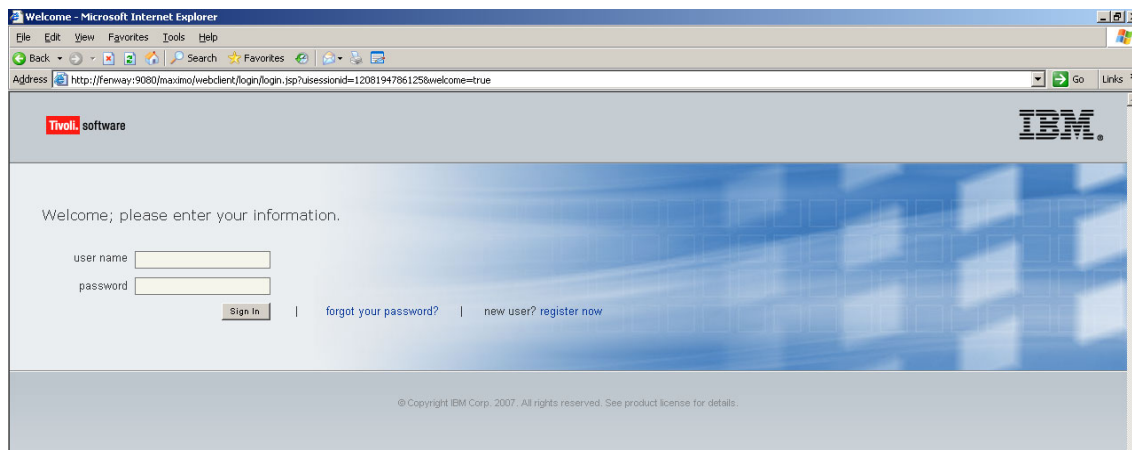 Welcome - Microsoft Internet Explorer
File Edit View Favorites Tools Help
Back Search Favorites
Address http://fenway:9080/maximo/webclient/login/login.jsp?uisessionid=1208194786125&welcome=true Go Links
Tivoli. software IBM®
Welcome; please enter your information.
user name
password
Sign In | forgot your password? | new user? register now
© Copyright IBM Corp. 2007. All rights reserved. See product license for details.